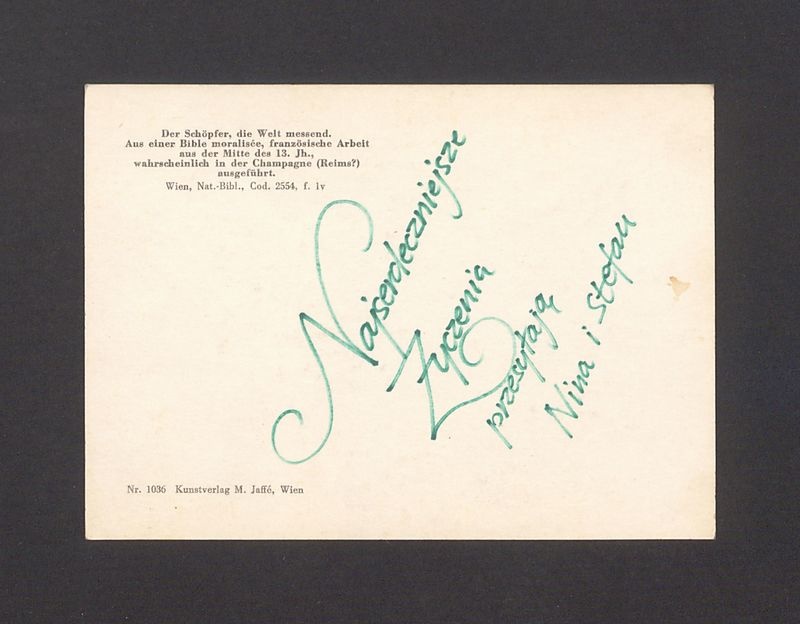 Der Schöpfer, die Welt messend.
Aus einer Bible moralisée, französische Arbeit
aus der Mitte des 13. Jh.,
wahrscheinlich in der Champagne (Reims?)
ausgeführt.
Wien, Nat.-Bibl., Cod. 2554, f. 1v
Najserdeczniejsze
Życzenia
przesyłają
Nina i Stefan
Nr. 1036 Kunstverlag M. Jaffé, Wien